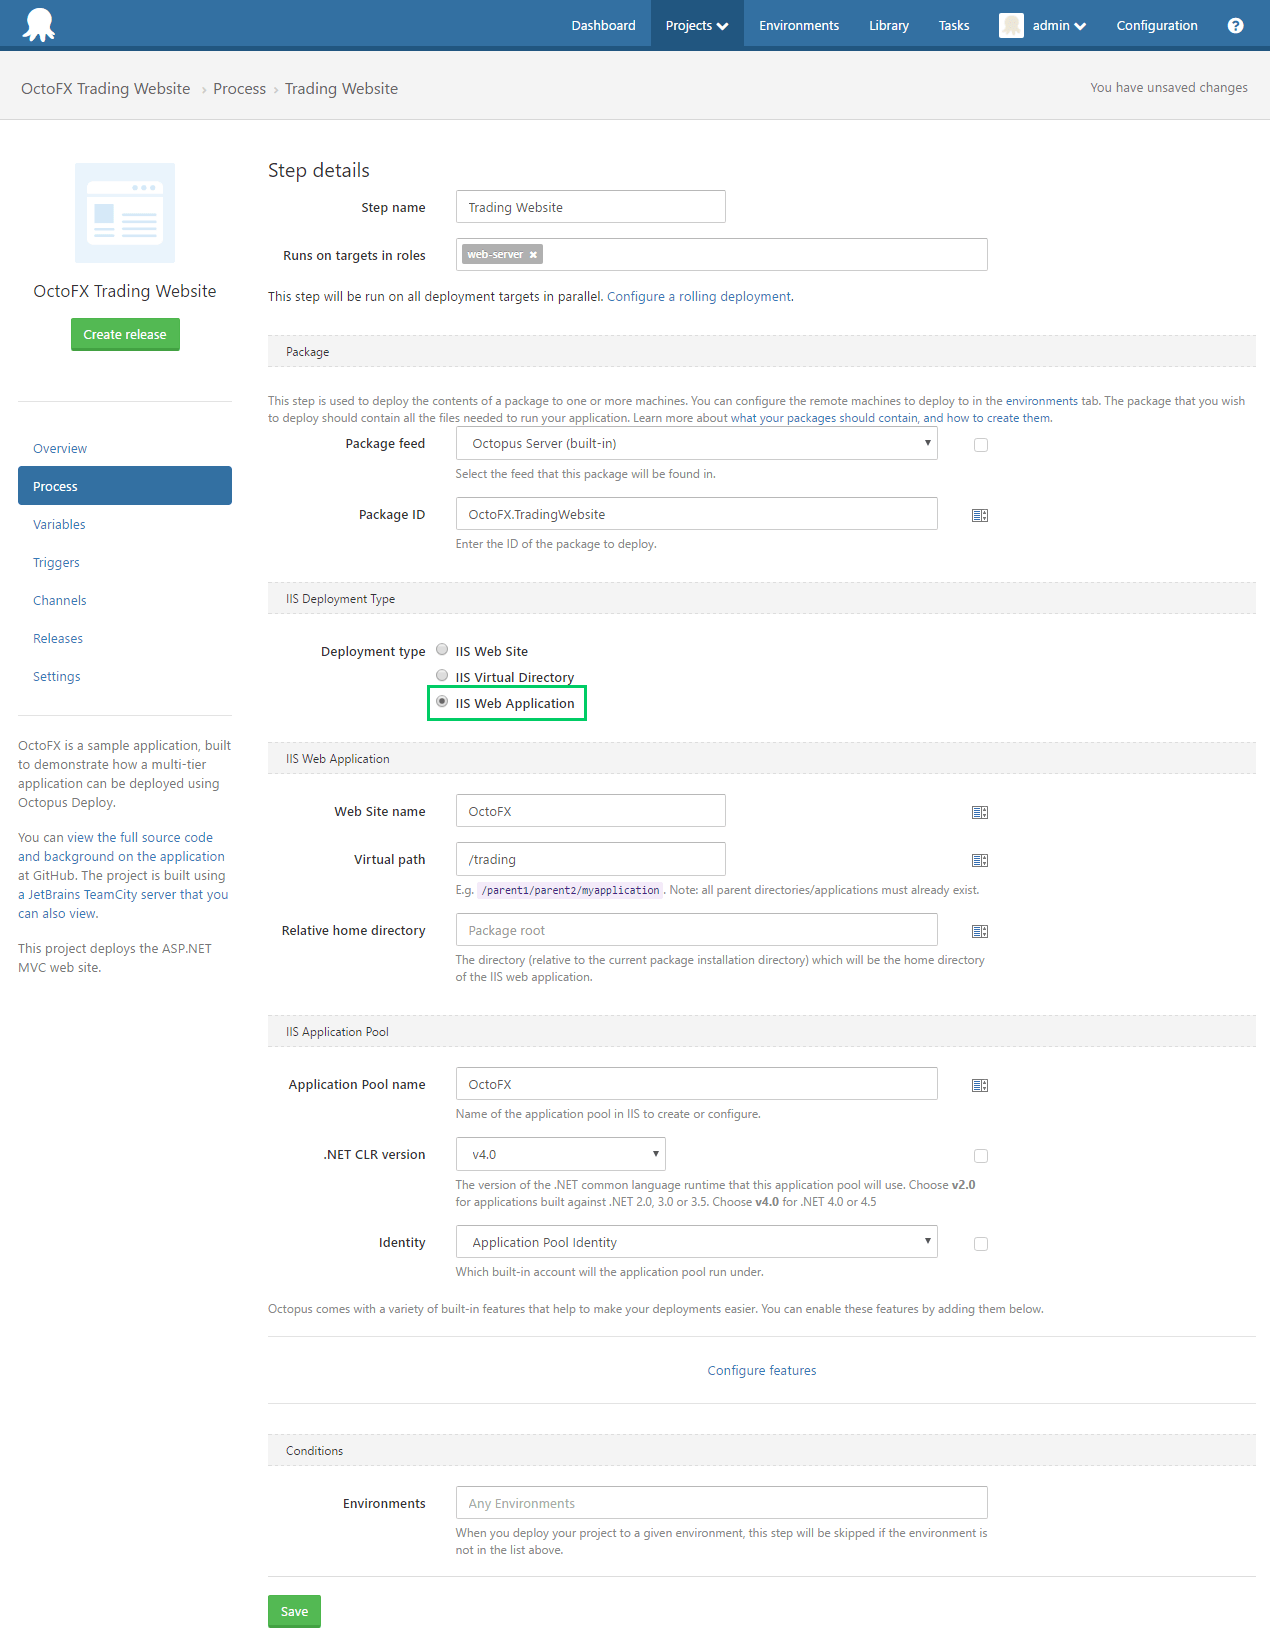 Dashboard Projects Environments Library Tasks admin Configuration ?
OctoFX Trading Website › Process › Trading Website You have unsaved changes
OctoFX Trading Website
Create release
Overview
Process
Variables
Triggers
Channels
Releases
Settings
OctoFX is a sample application, built
to demonstrate how a multi-tier
application can be deployed using
Octopus Deploy.
You can view the full source code
and background on the application
at GitHub. The project is built using
a JetBrains TeamCity server that you
can also view.
This project deploys the ASP.NET
MVC web site.
Step details
Step name Trading Website
Runs on targets in roles web-server ×
This step will be run on all deployment targets in parallel. Configure a rolling deployment.
Package
This step is used to deploy the contents of a package to one or more machines. You can configure the remote machines to deploy to in the environments tab. The package that you wish
to deploy should contain all the files needed to run your application. Learn more about what your packages should contain, and how to create them.
Package feed Octopus Server (built-in)
Select the feed that this package will be found in.
Package ID OctoFX.TradingWebsite
Enter the ID of the package to deploy.
IIS Deployment Type
Deployment type IIS Web Site
IIS Virtual Directory
IIS Web Application
IIS Web Application
Web Site name OctoFX
Virtual path /trading
E.g. /parent1/parent2/myapplication. Note: all parent directories/applications must already exist.
Relative home directory Package root
The directory (relative to the current package installation directory) which will be the home directory
of the IIS web application.
IIS Application Pool
Application Pool name OctoFX
Name of the application pool in IIS to create or configure.
.NET CLR version v4.0
The version of the .NET common language runtime that this application pool will use. Choose v2.0
for applications built against .NET 2.0, 3.0 or 3.5. Choose v4.0 for .NET 4.0 or 4.5
Identity Application Pool Identity
Which built-in account will the application pool run under.
Octopus comes with a variety of built-in features that help to make your deployments easier. You can enable these features by adding them below.
Configure features
Conditions
Environments Any Environments
When you deploy your project to a given environment, this step will be skipped if the environment is
not in the list above.
Save